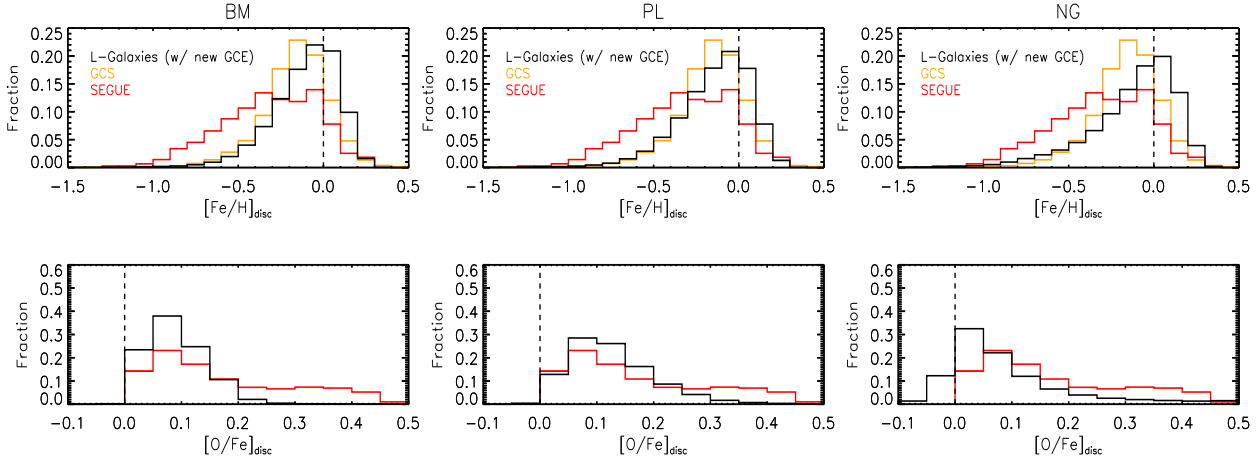 BM PL NG
0.25 0.25 0.25
L-Galaxies (w/ new GCE) L-Galaxies (w/ new GCE) L-Galaxies (w/ new GCE)
0.20 0.20 0.20
GCS GCS GCS
SEGUE SEGUE SEGUE
0.15 0.15 0.15
Fraction Fraction Fraction
0.10 0.10 0.10
0.05 0.05 0.05
0.00 0.00 0.00
-1.5 -1.0 -0.5 0.0 0.5 -1.5 -1.0 -0.5 0.0 0.5 -1.5 -1.0 -0.5 0.0 0.5
[Fe/H]disc [Fe/H]disc [Fe/H]disc
0.6 0.6 0.6
0.5 0.5 0.5
0.4 0.4 0.4
Fraction Fraction Fraction
0.3 0.3 0.3
0.2 0.2 0.2
0.1 0.1 0.1
0.0 0.0 0.0
-0.1 0.0 0.1 0.2 0.3 0.4 0.5 -0.1 0.0 0.1 0.2 0.3 0.4 0.5 -0.1 0.0 0.1 0.2 0.3 0.4 0.5
[O/Fe]disc [O/Fe]disc [O/Fe]disc